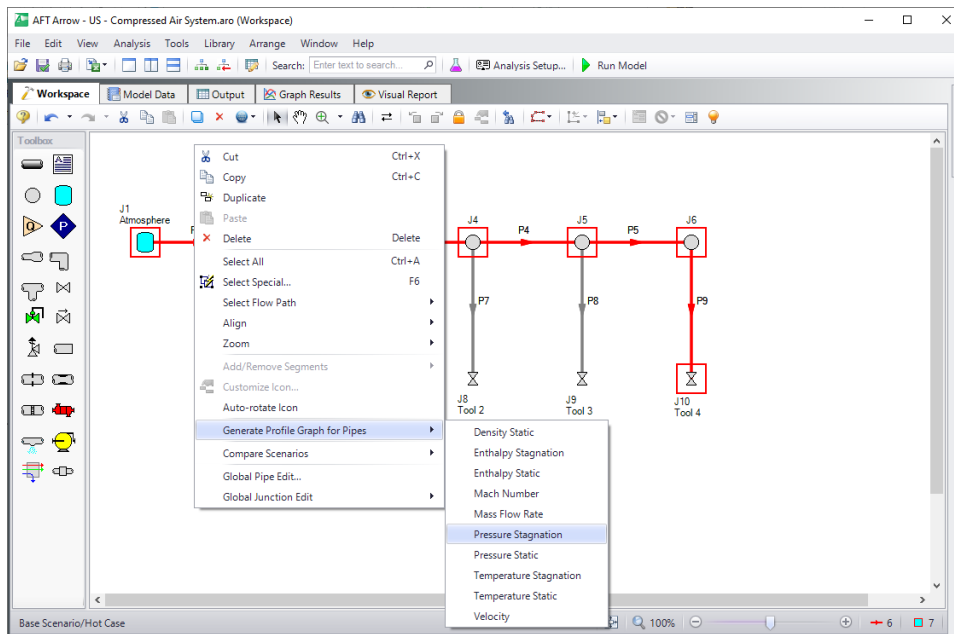 AFT Arrow - US - Compressed Air System.aro (Workspace)
File Edit View Analysis Tools Library Arrange Window Help
Search: Enter text to search... Analysis Setup... Run Model
Workspace Model Data Output Graph Results Visual Report
Toolbox
J1
Atmosphere
Cut Ctrl+X
Copy Ctrl+C
Duplicate
Paste
Delete Delete
Select All Ctrl+A
Select Special... F6
Select Flow Path
Align
Zoom
Add/Remove Segments
Customize Icon...
Auto-rotate Icon
Generate Profile Graph for Pipes
Compare Scenarios
Global Pipe Edit...
Global Junction Edit
Density Static
Enthalpy Stagnation
Enthalpy Static
Mach Number
Mass Flow Rate
Pressure Stagnation
Pressure Static
Temperature Stagnation
Temperature Static
Velocity
J4 J5 J6
P4 P5
P7 P8 P9
J8
Tool 2
J9
Tool 3
J10
Tool 4
Base Scenario/Hot Case 100% 6 7